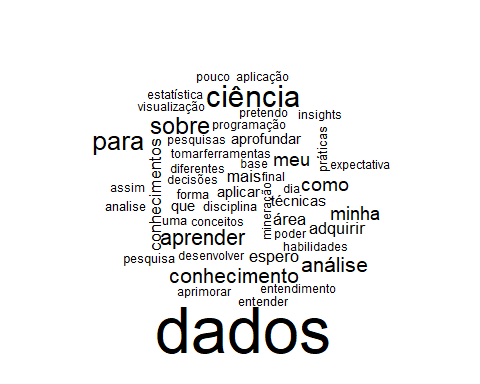 pouco aplicação
estatística ciência
visualização
pretendo insights
sobre programação
para
pesquisas aprofundar
práticas
tomar ferramentas
conhecimentos
diferentes base meu expectativa
decisões mais final
assim forma aplicar dia como
mineração
técnicas
analise que disciplina
uma conceitos área minha
aprender poder adquirir
habilidades
pesquisa desenvolver espero
conhecimento análise
aprimorar entendimento
entender
dados